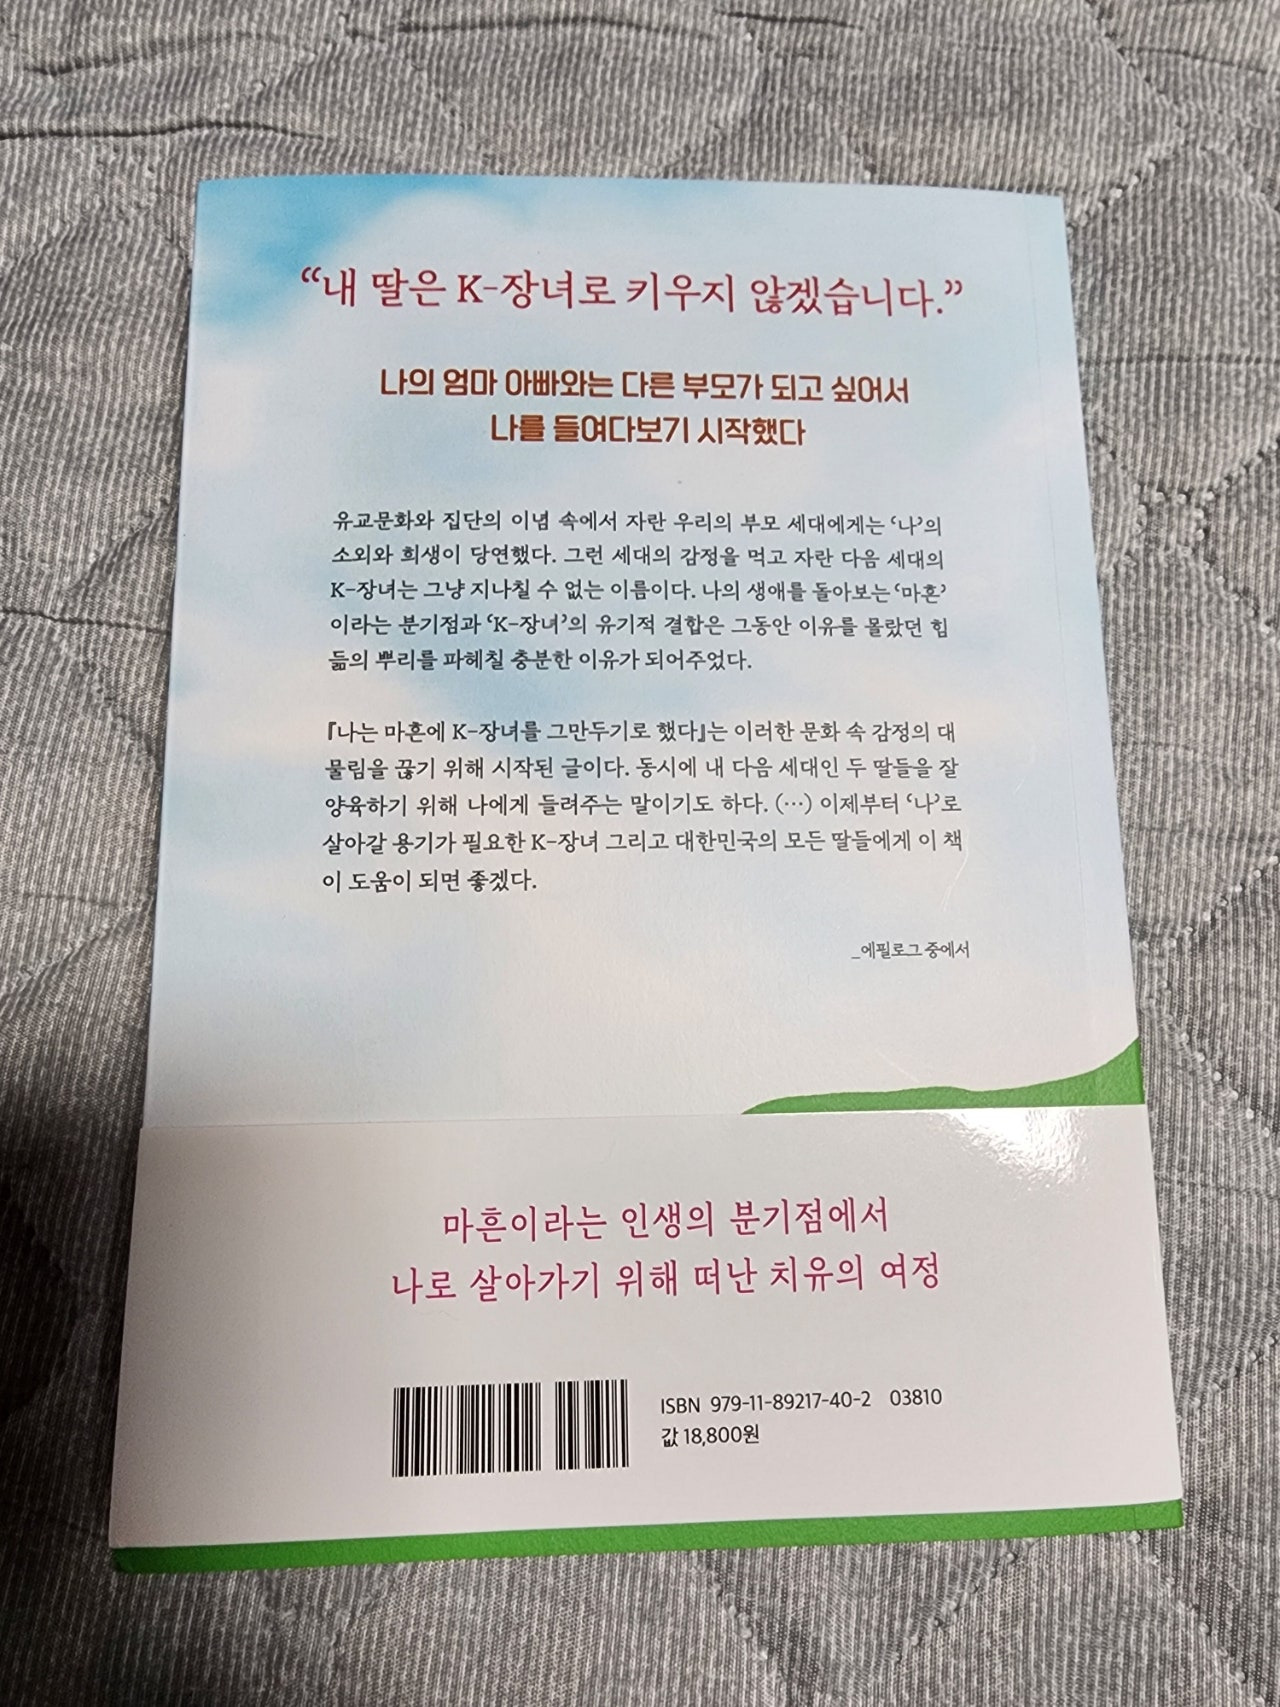 “내 딸은 K-장녀로 키우지 않겠습니다.”
나의 엄마 아빠와는 다른 부모가 되고 싶어서
나를 들여다보기 시작했다
유교문화와 집단의 이념 속에서 자란 우리의 부모 세대에게는 ‘나’의
소외와 희생이 당연했다. 그런 세대의 감정을 먹고 자란 다음 세대의
K-장녀는 그냥 지나칠 수 없는 이름이다. 나의 생애를 돌아보는 ‘마흔’
이라는 분기점과 ‘K-장녀’의 유기적 결합은 그동안 이유를 몰랐던 힘
듦의 뿌리를 파헤칠 충분한 이유가 되어주었다.
『나는 마흔에 K-장녀를 그만두기로 했다』는 이러한 문화 속 감정의 대
물림을 끊기 위해 시작된 글이다. 동시에 내 다음 세대인 두 딸들을 잘
양육하기 위해 나에게 들려주는 말이기도 하다. (…) 이제부터 ‘나’로
살아갈 용기가 필요한 K-장녀 그리고 대한민국의 모든 딸들에게 이 책
이 도움이 되면 좋겠다.
_에필로그 중에서
마흔이라는 인생의 분기점에서
나로 살아가기 위해 떠난 치유의 여정
ISBN 979-11-89217-40-2 03810
값 18,800원